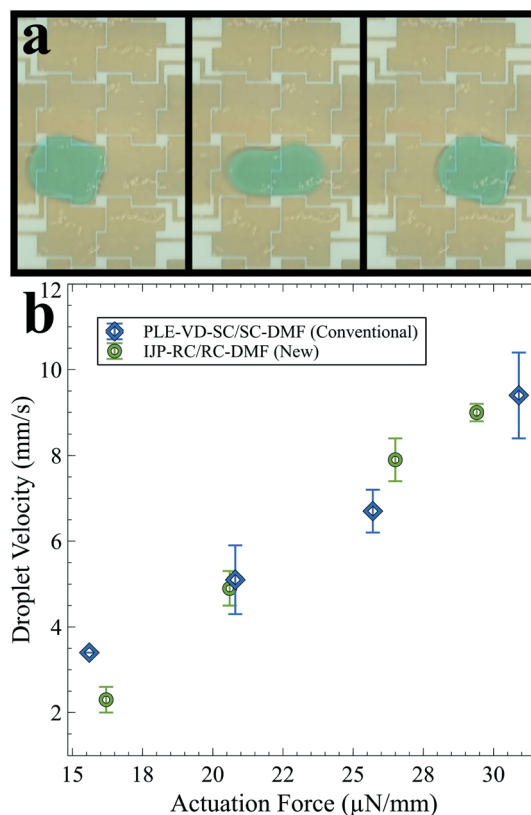 a
b
12
10
8
6
4
2
PLE-VD-SC/SC-DMF (Conventional)
IJP-RC/RC-DMF (New)
Droplet Velocity (mm/s)
15 18 20 22 25 28 30
Actuation Force (µN/mm)